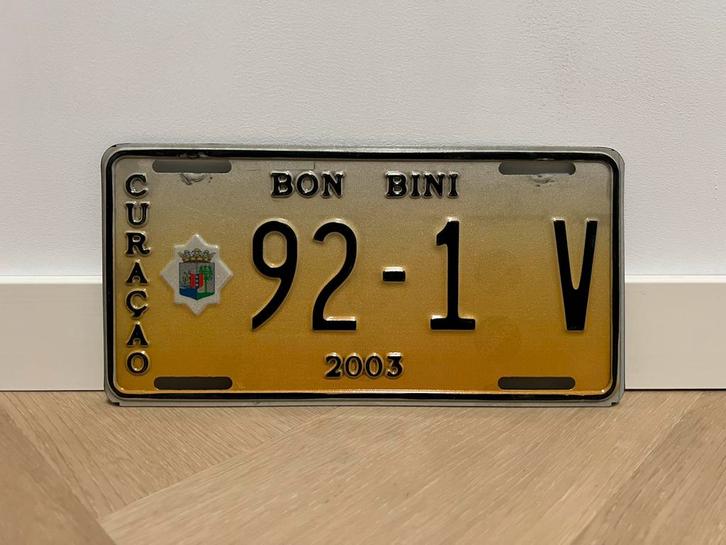 CURAÇAO
BON BINI
92-1 V
2003